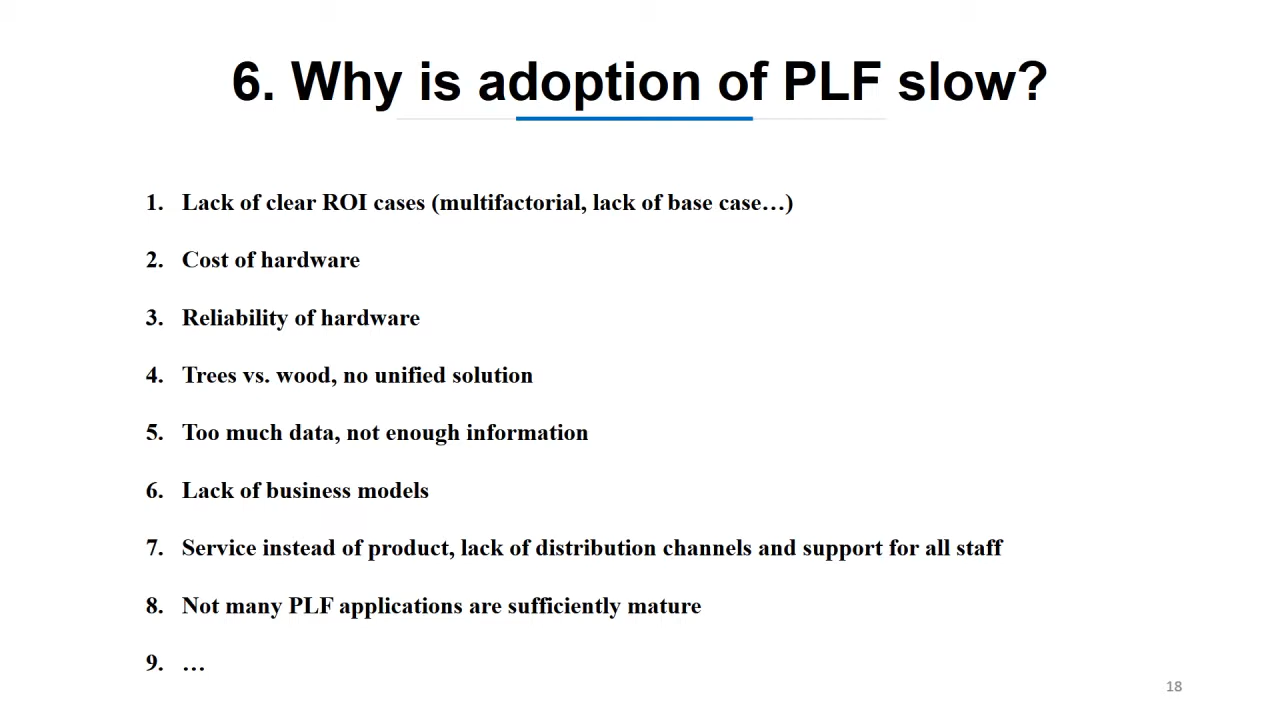 6. Why is adoption of PLF slow?
1. Lack of clear ROI cases (multifactorial, lack of base case…)
2. Cost of hardware
3. Reliability of hardware
4. Trees vs. wood, no unified solution
5. Too much data, not enough information
6. Lack of business models
7. Service instead of product, lack of distribution channels and support for all staff
8. Not many PLF applications are sufficiently mature
9. …
18